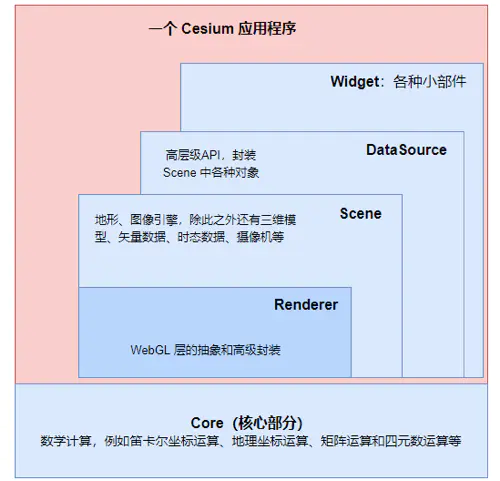 一个 Cesium 应用程序
Widget：各种小部件
DataSource
高层级API，封装
Scene 中各种对象
Scene
地形、图像引擎，除此之外还有三维模
型、矢量数据、时态数据、摄像机等
Renderer
WebGL 层的抽象和高级封装
Core（核心部分）
数学计算，例如笛卡尔坐标运算、地理坐标运算、矩阵运算和四元数运算等